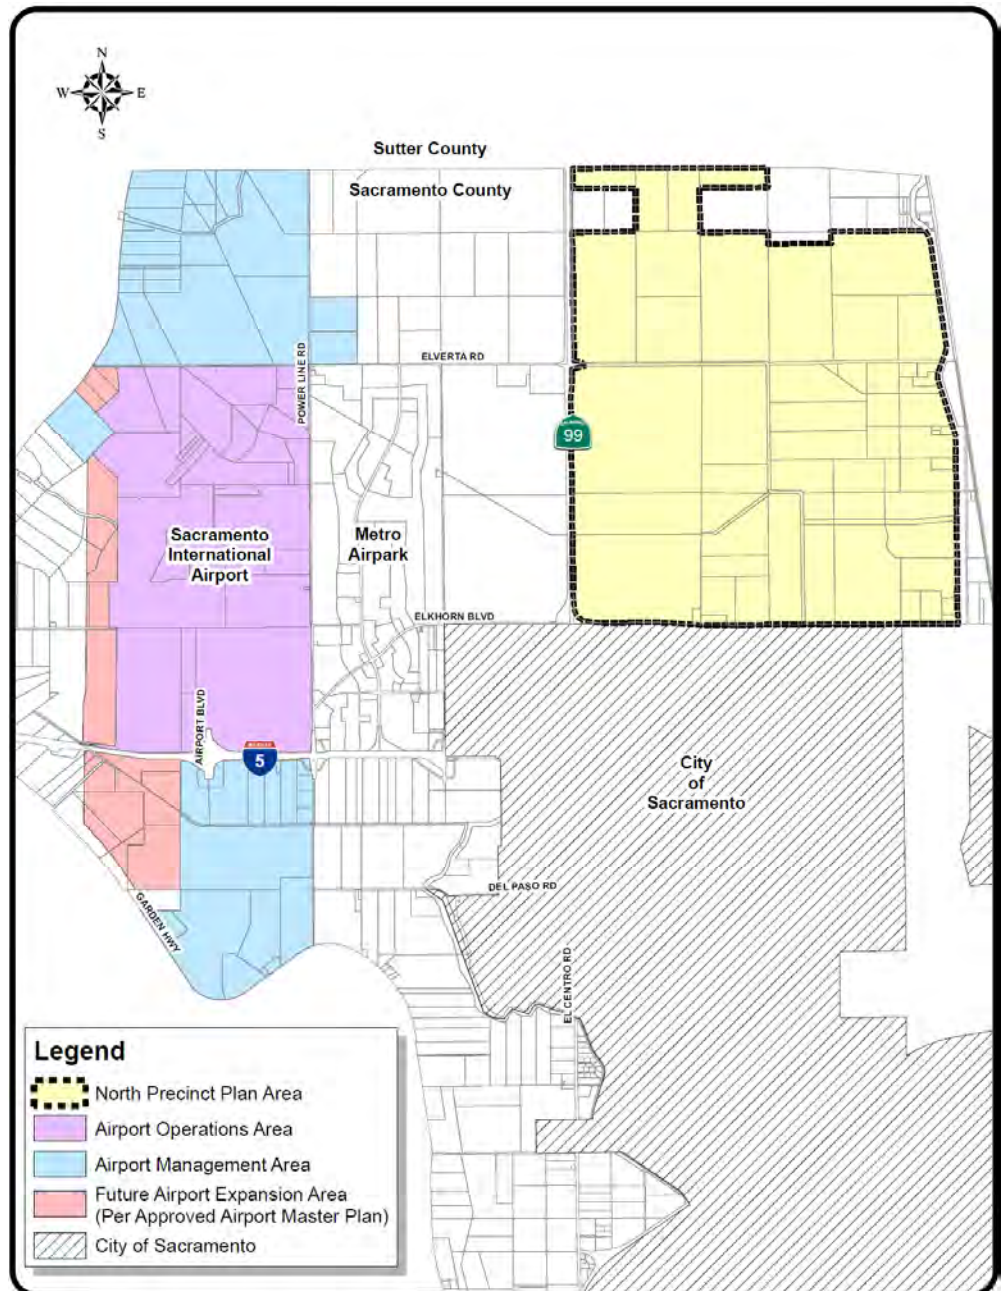 N
W E
S
Sutter County
Sacramento County
ELVERTA RD
POWER LINE RD
99
Sacramento
International
Airport
Metro
Airpark
ELKHORN BLVD
AIRPORT BLVD
5
City
of
Sacramento
DEL PASO RD
GARDEN HWY
EL CENTRO RD
Legend
North Precinct Plan Area
Airport Operations Area
Airport Management Area
Future Airport Expansion Area
(Per Approved Airport Master Plan)
City of Sacramento